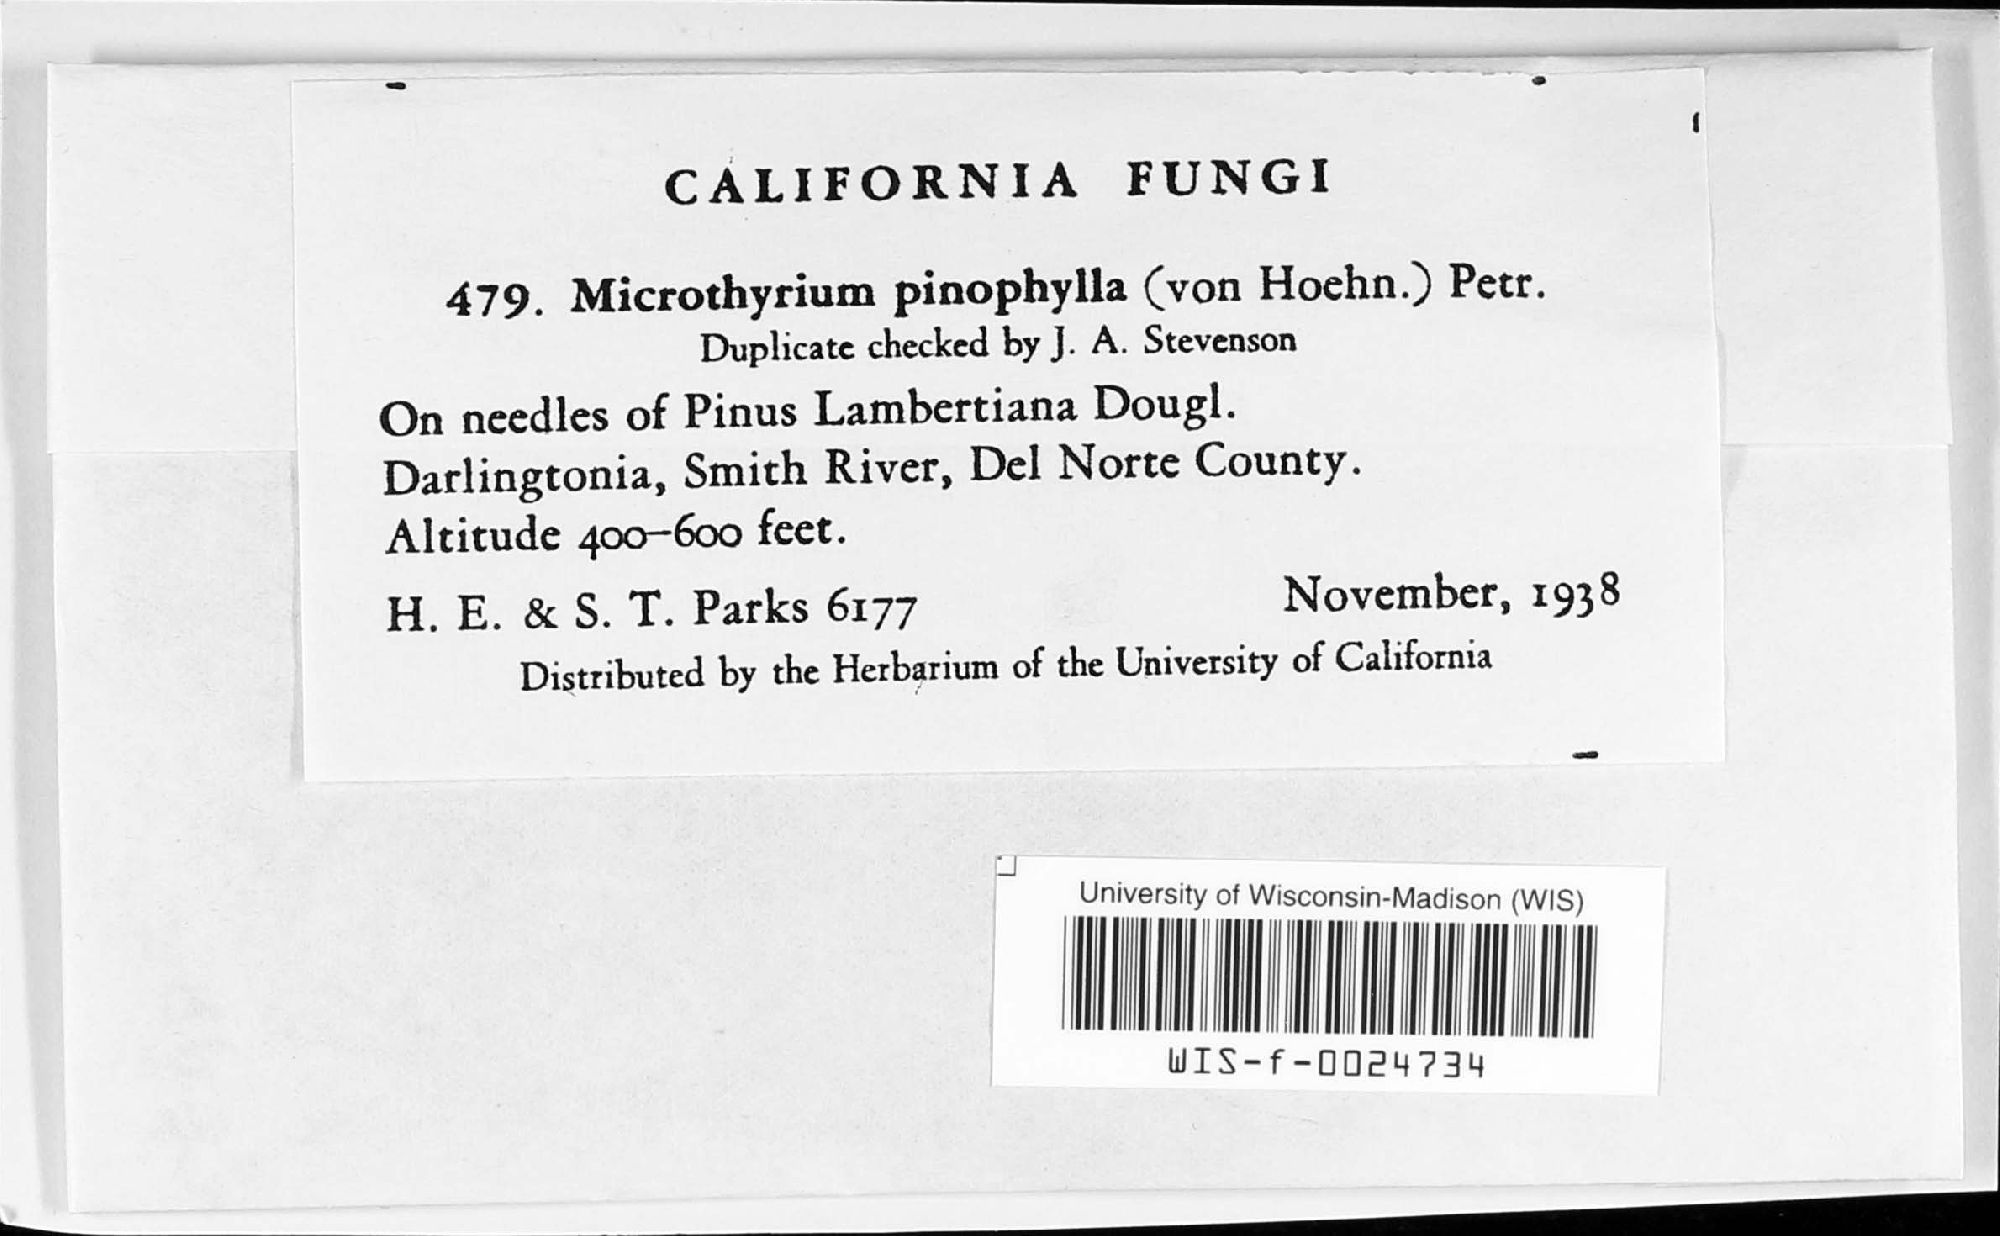 CALIFORNIA FUNGI
479. Microthyrium pinophylla (von Hoehn.) Petr.
Duplicate checked by J. A. Stevenson
On needles of Pinus Lambertiana Dougl.
Darlingtonia, Smith River, Del Norte County.
Altitude 400–600 feet.
H. E. & S. T. Parks 6177 November, 1938
Distributed by the Herbarium of the University of California
University of Wisconsin-Madison (WIS)
WIS-f-0024734